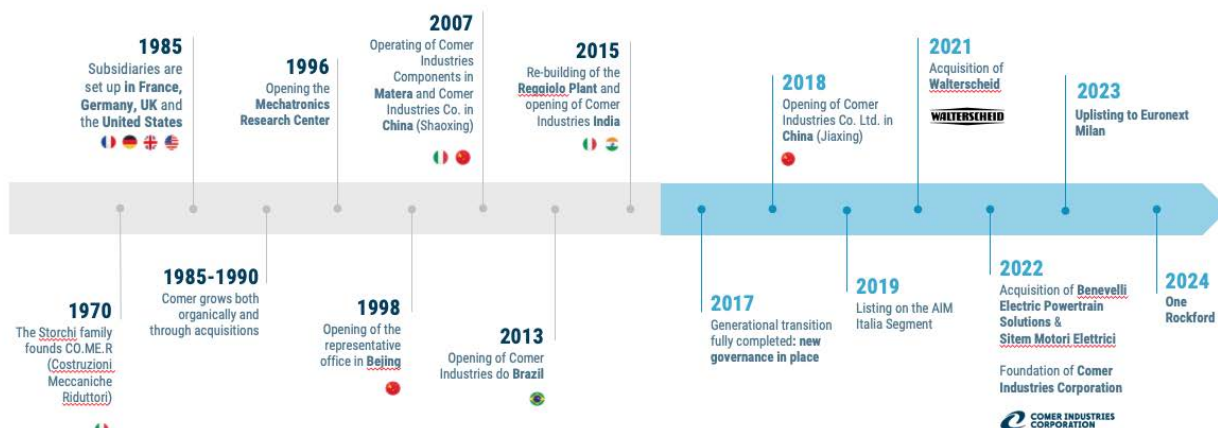 1985
Subsidiaries are
set up in France,
Germany, UK and
the United States
1996
Opening the
Mechatronics
Research Center
2007
Operating of Comer
Industries
Components in
Matera and Comer
Industries Co. in
China (Shaoxing)
2015
Re-building of the
Reggiolo Plant and
opening of Comer
Industries India
2018
Opening of Comer
Industries Co. Ltd. in
China (Jiaxing)
2021
Acquisition of
Walterscheid
WALTERSCHEID
2023
Uplisting to Euronext
Milan
1970
The Storchi family
founds CO.ME.R
(Costruzioni
Meccaniche
Riduttori)
1985-1990
Comer grows both
organically and
through acquisitions
1998
Opening of the
representative
office in Bejing
2013
Opening of Comer
Industries do Brazil
2017
Generational transition
fully completed: new
governance in place
2019
Listing on the AIM
Italia Segment
2022
Acquisition of Benevelli
Electric Powertrain
Solutions &
Sitem Motori Elettrici
Foundation of Comer
Industries Corporation
COMER INDUSTRIES
CORPORATION
2024
One
Rockford